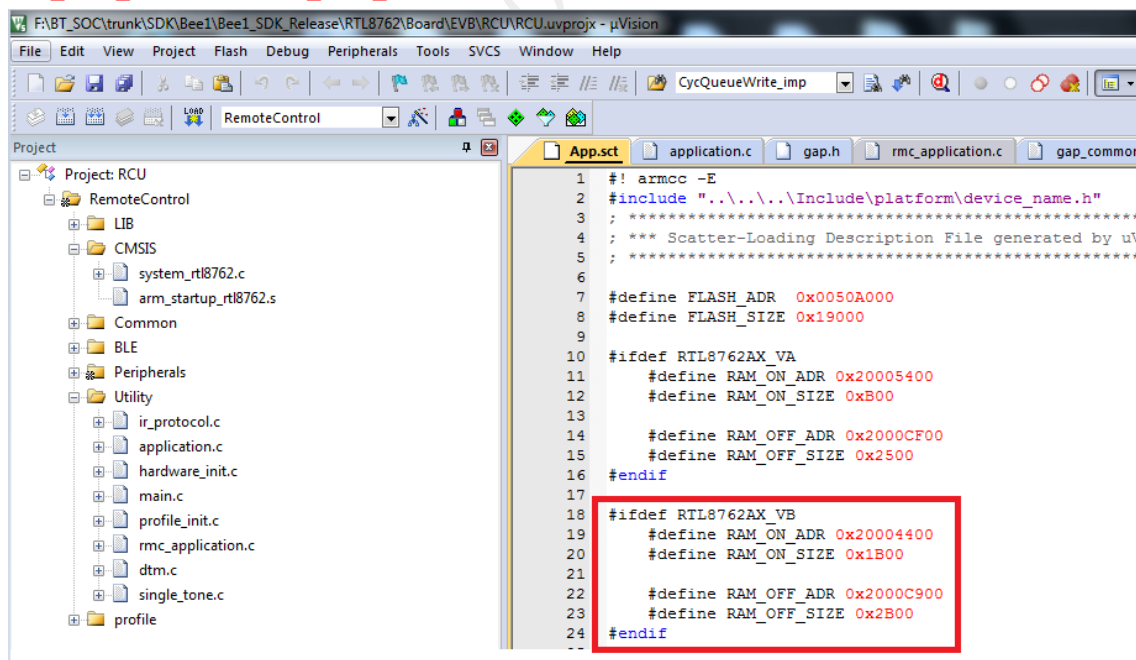 F:\BT_SOC\trunk\SDK\Bee1\Bee1_SDK_Release\RTL8762\Board\EVB\RCU\RCU.uvprojx - µVision
File Edit View Project Flash Debug Peripherals Tools SVCS Window Help
CycQueueWrite_imp
LOAD
RemoteControl
Project
App.sct application.c gap.h rmc_application.c gap_common
Project: RCU
RemoteControl
LIB
CMSIS
system_rtl8762.c
arm_startup_rtl8762.s
Common
BLE
Peripherals
Utility
ir_protocol.c
application.c
hardware_init.c
main.c
profile_init.c
rmc_application.c
dtm.c
single_tone.c
profile
1 #! armcc -E
2 #include "..\..\..\Include\platform\device_name.h"
3 ; *****************************************************
4 ; *** Scatter-Loading Description File generated by uV
5 ; *****************************************************
6
7 #define FLASH_ADR 0x0050A000
8 #define FLASH_SIZE 0x19000
9
10 #ifdef RTL8762AX_VA
11 #define RAM_ON_ADR 0x20005400
12 #define RAM_ON_SIZE 0xB00
13
14 #define RAM_OFF_ADR 0x2000CF00
15 #define RAM_OFF_SIZE 0x2500
16 #endif
17
18 #ifdef RTL8762AX_VB
19 #define RAM_ON_ADR 0x20004400
20 #define RAM_ON_SIZE 0x1B00
21
22 #define RAM_OFF_ADR 0x2000C900
23 #define RAM_OFF_SIZE 0x2B00
24 #endif